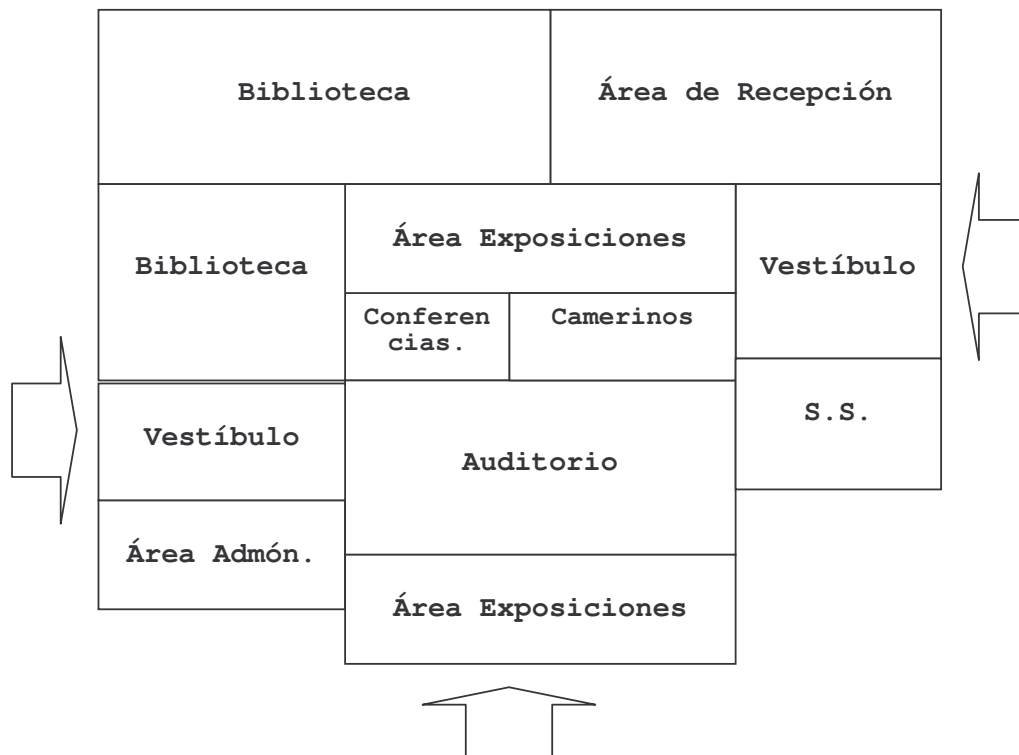 Biblioteca
Área de Recepción
Área Exposiciones
Biblioteca
Vestíbulo
Conferen
cias.
Camerinos
S.S.
Vestíbulo
Auditorio
Área Admón.
Área Exposiciones